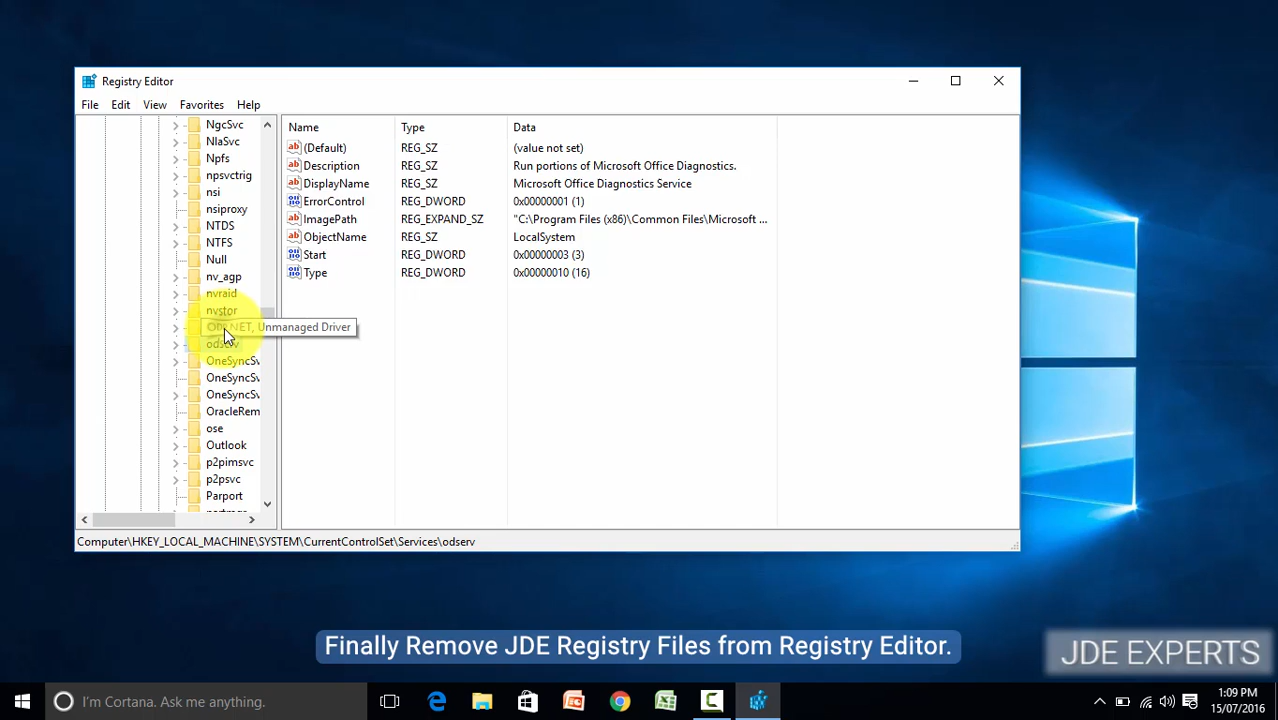 Registry Editor
File Edit View Favorites Help
NgcSvc
NlaSvc
Npfs
npsvctrig
nsi
nsiproxy
NTDS
NTFS
Null
nv_agp
nvraid
nvstor
.NET, Unmanaged Driver
odserv
OneSyncSv
OneSyncSv
OneSyncSv
OracleRem
ose
Outlook
p2pimsvc
p2psvc
Parport
Name Type Data
(Default) REG_SZ (value not set)
Description REG_SZ Run portions of Microsoft Office Diagnostics.
DisplayName REG_SZ Microsoft Office Diagnostics Service
ErrorControl REG_DWORD 0x00000001 (1)
ImagePath REG_EXPAND_SZ "C:\Program Files (x86)\Common Files\Microsoft ...
ObjectName REG_SZ LocalSystem
Start REG_DWORD 0x00000003 (3)
Type REG_DWORD 0x00000010 (16)
Computer\HKEY_LOCAL_MACHINE\SYSTEM\CurrentControlSet\Services\odserv
Finally Remove JDE Registry Files from Registry Editor.
JDE EXPERTS
I'm Cortana. Ask me anything.
1:09 PM
15/07/2016